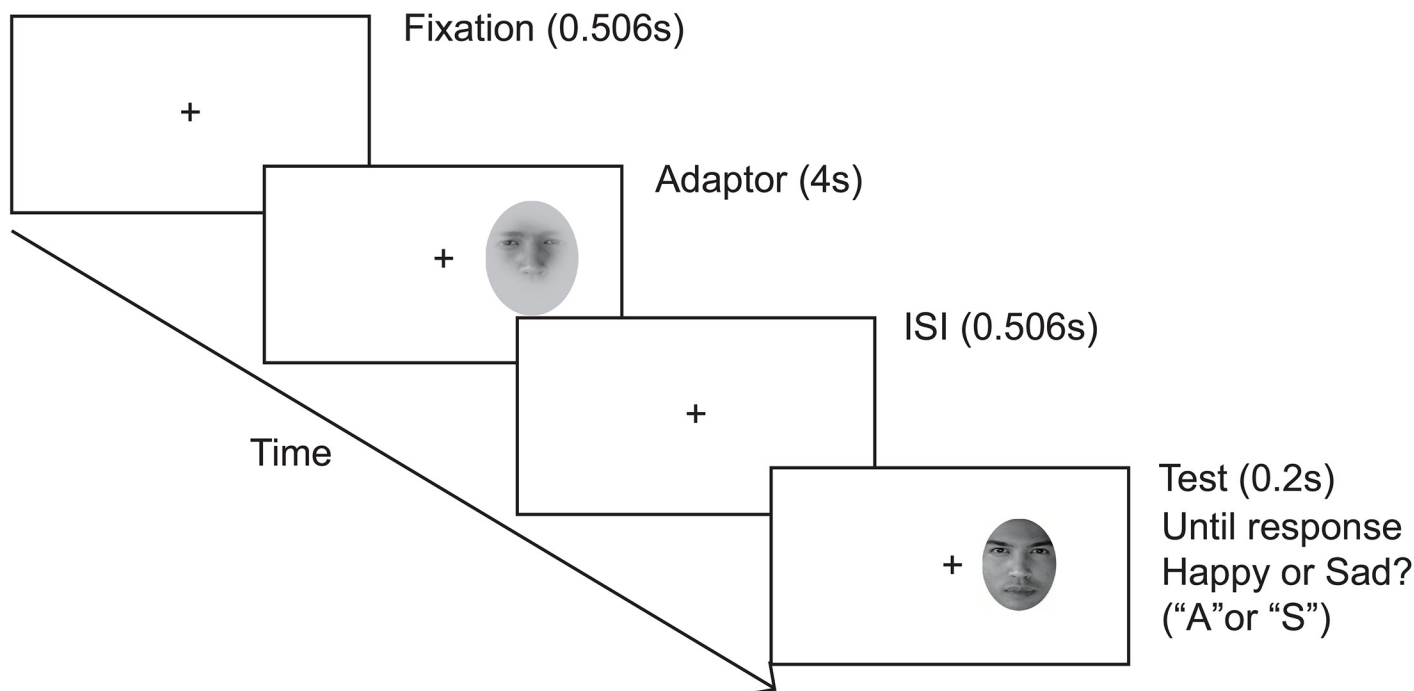 Fixation (0.506s)
+
Adaptor (4s)
+
ISI (0.506s)
+
Time
Test (0.2s)
Until response
+
Happy or Sad?
(“A”or “S”)